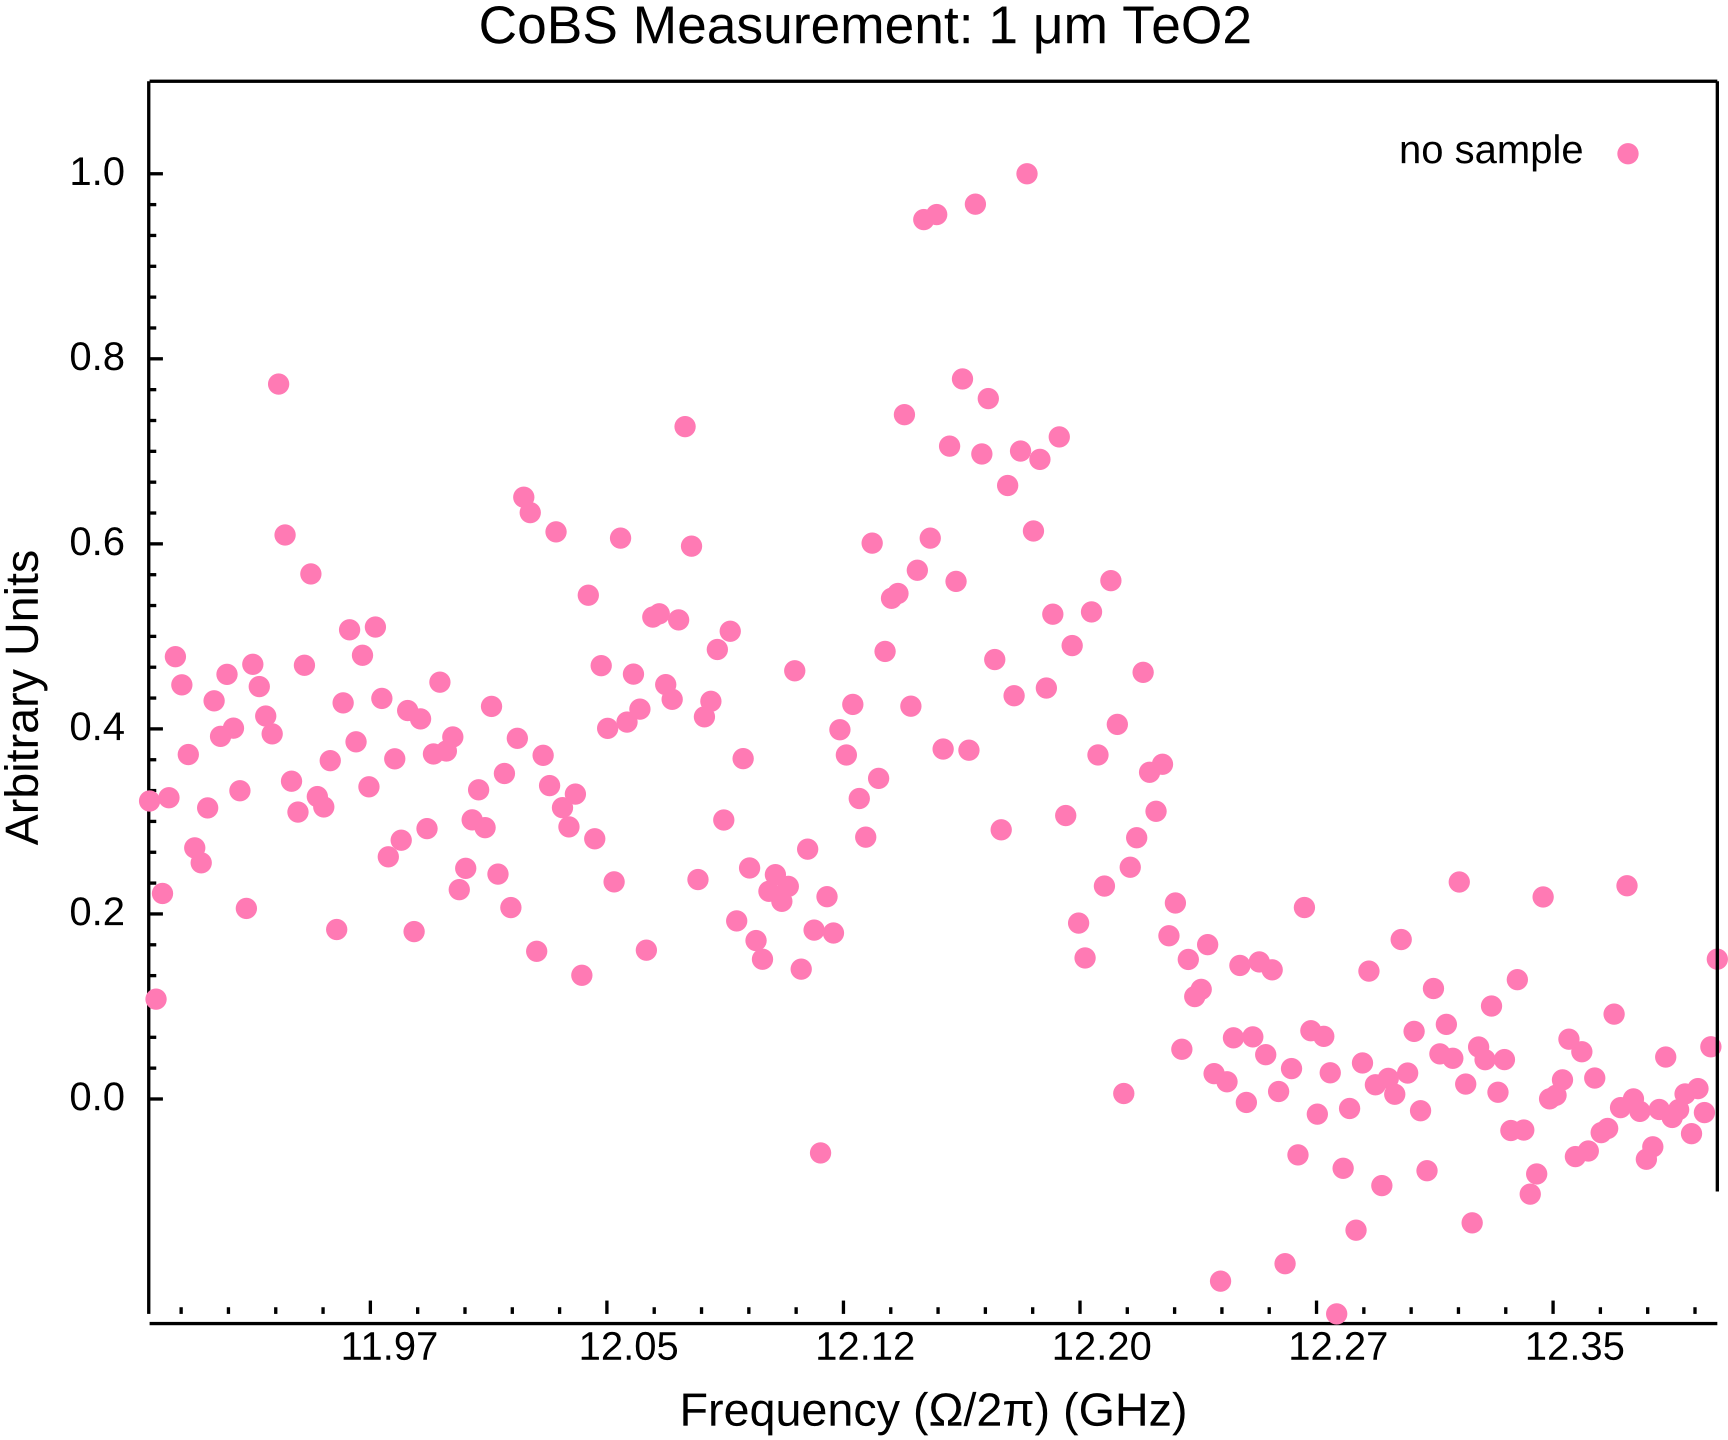 CoBS Measurement: 1 μm TeO2
no sample
1.0
0.8
0.6
0.4
0.2
0.0
Arbitrary Units
11.97 12.05 12.12 12.20 12.27 12.35
Frequency (Ω/2π) (GHz)